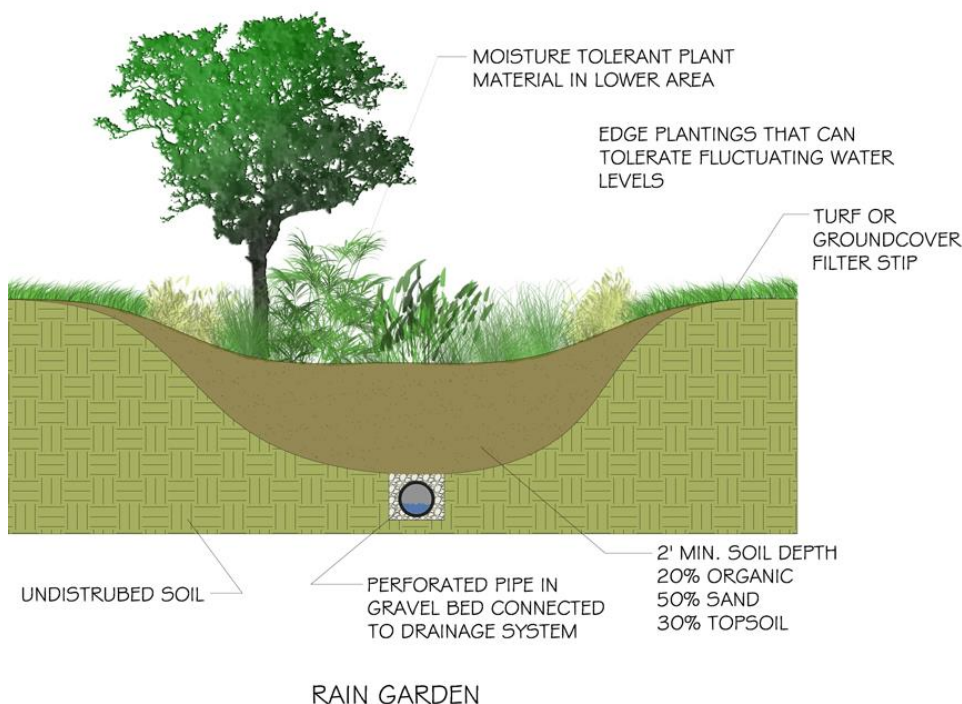 MOISTURE TOLERANT PLANT
MATERIAL IN LOWER AREA
EDGE PLANTINGS THAT CAN
TOLERATE FLUCTUATING WATER
LEVELS
TURF OR
GROUNDCOVER
FILTER STIP
UNDISTRUBED SOIL
PERFORATED PIPE IN
GRAVEL BED CONNECTED
TO DRAINAGE SYSTEM
2' MIN. SOIL DEPTH
20% ORGANIC
50% SAND
30% TOPSOIL
RAIN GARDEN